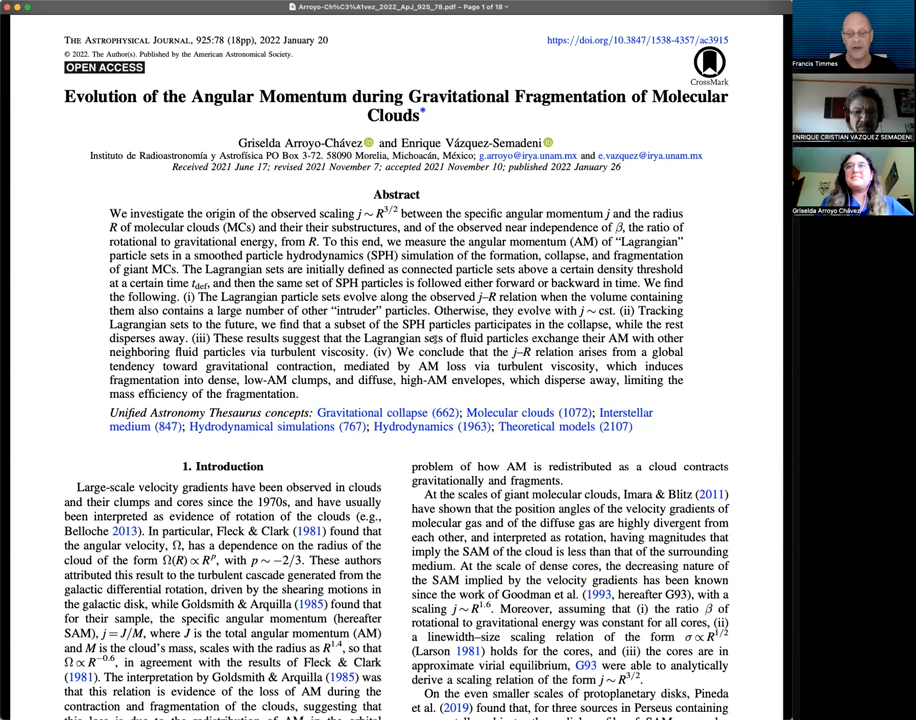 Arroyo-Ch%C3%A1vez_2022_ApJ_925_78.pdf – Page 1 of 18
THE ASTROPHYSICAL JOURNAL, 925:78 (18pp), 2022 January 20
https://doi.org/10.3847/1538-4357/ac3915
© 2022. The Author(s). Published by the American Astronomical Society.
OPEN ACCESS
CrossMark
Evolution of the Angular Momentum during Gravitational Fragmentation of Molecular
Clouds*
Griselda Arroyo-Chávez and Enrique Vázquez-Semadeni
Instituto de Radioastronomía y Astrofísica PO Box 3-72. 58090 Morelia, Michoacán, México; g.arroyo@irya.unam.mx and e.vazquez@irya.unam.mx
Received 2021 June 17; revised 2021 November 7; accepted 2021 November 10; published 2022 January 26
Abstract
We investigate the origin of the observed scaling j ∼ R^3/2 between the specific angular momentum j and the radius
R of molecular clouds (MCs) and their their substructures, and of the observed near independence of β, the ratio of
rotational to gravitational energy, from R. To this end, we measure the angular momentum (AM) of "Lagrangian"
particle sets in a smoothed particle hydrodynamics (SPH) simulation of the formation, collapse, and fragmentation
of giant MCs. The Lagrangian sets are initially defined as connected particle sets above a certain density threshold
at a certain time t_def, and then the same set of SPH particles is followed either forward or backward in time. We find
the following. (i) The Lagrangian particle sets evolve along the observed j–R relation when the volume containing
them also contains a large number of other "intruder" particles. Otherwise, they evolve with j ∼ cst. (ii) Tracking
Lagrangian sets to the future, we find that a subset of the SPH particles participates in the collapse, while the rest
disperses away. (iii) These results suggest that the Lagrangian sets of fluid particles exchange their AM with other
neighboring fluid particles via turbulent viscosity. (iv) We conclude that the j–R relation arises from a global
tendency toward gravitational contraction, mediated by AM loss via turbulent viscosity, which induces
fragmentation into dense, low-AM clumps, and diffuse, high-AM envelopes, which disperse away, limiting the
mass efficiency of the fragmentation.
Unified Astronomy Thesaurus concepts: Gravitational collapse (662); Molecular clouds (1072); Interstellar
medium (847); Hydrodynamical simulations (767); Hydrodynamics (1963); Theoretical models (2107)
1. Introduction
Large-scale velocity gradients have been observed in clouds
and their clumps and cores since the 1970s, and have usually
been interpreted as evidence of rotation of the clouds (e.g.,
Belloche 2013). In particular, Fleck & Clark (1981) found that
the angular velocity, Ω, has a dependence on the radius of the
cloud of the form Ω(R) ∝ R^p, with p ∼ −2/3. These authors
attributed this result to the turbulent cascade generated from the
galactic differential rotation, driven by the shearing motions in
the galactic disk, while Goldsmith & Arquilla (1985) found that
for their sample, the specific angular momentum (hereafter
SAM), j = J/M, where J is the total angular momentum (AM)
and M is the cloud's mass, scales with the radius as R^1.4, so that
Ω ∝ R^−0.6, in agreement with the results of Fleck & Clark
(1981). The interpretation by Goldsmith & Arquilla (1985) was
that this relation is evidence of the loss of AM during the
contraction and fragmentation of the clouds, suggesting that
this loss is due to the redistribution of AM in the orbital
problem of how AM is redistributed as a cloud contracts
gravitationally and fragments.
At the scales of giant molecular clouds, Imara & Blitz (2011)
have shown that the position angles of the velocity gradients of
molecular gas and of the diffuse gas are highly divergent from
each other, and interpreted as rotation, having magnitudes that
imply the SAM of the cloud is less than that of the surrounding
medium. At the scale of dense cores, the decreasing nature of
the SAM implied by the velocity gradients has been known
since the work of Goodman et al. (1993, hereafter G93), with a
scaling j ∼ R^1.6. Moreover, assuming that (i) the ratio β of
rotational to gravitational energy was constant for all cores, (ii)
a linewidth–size scaling relation of the form σ ∝ R^1/2
(Larson 1981) holds for the cores, and (iii) the cores are in
approximate virial equilibrium, G93 were able to analytically
derive a scaling relation of the form j ∼ R^3/2.
On the even smaller scales of protoplanetary disks, Pineda
et al. (2019) found that, for three sources in Perseus containing
Francis Timmes
ENRIQUE CRISTIAN VAZQUEZ SEMADENI
Griselda Arroyo Chávez